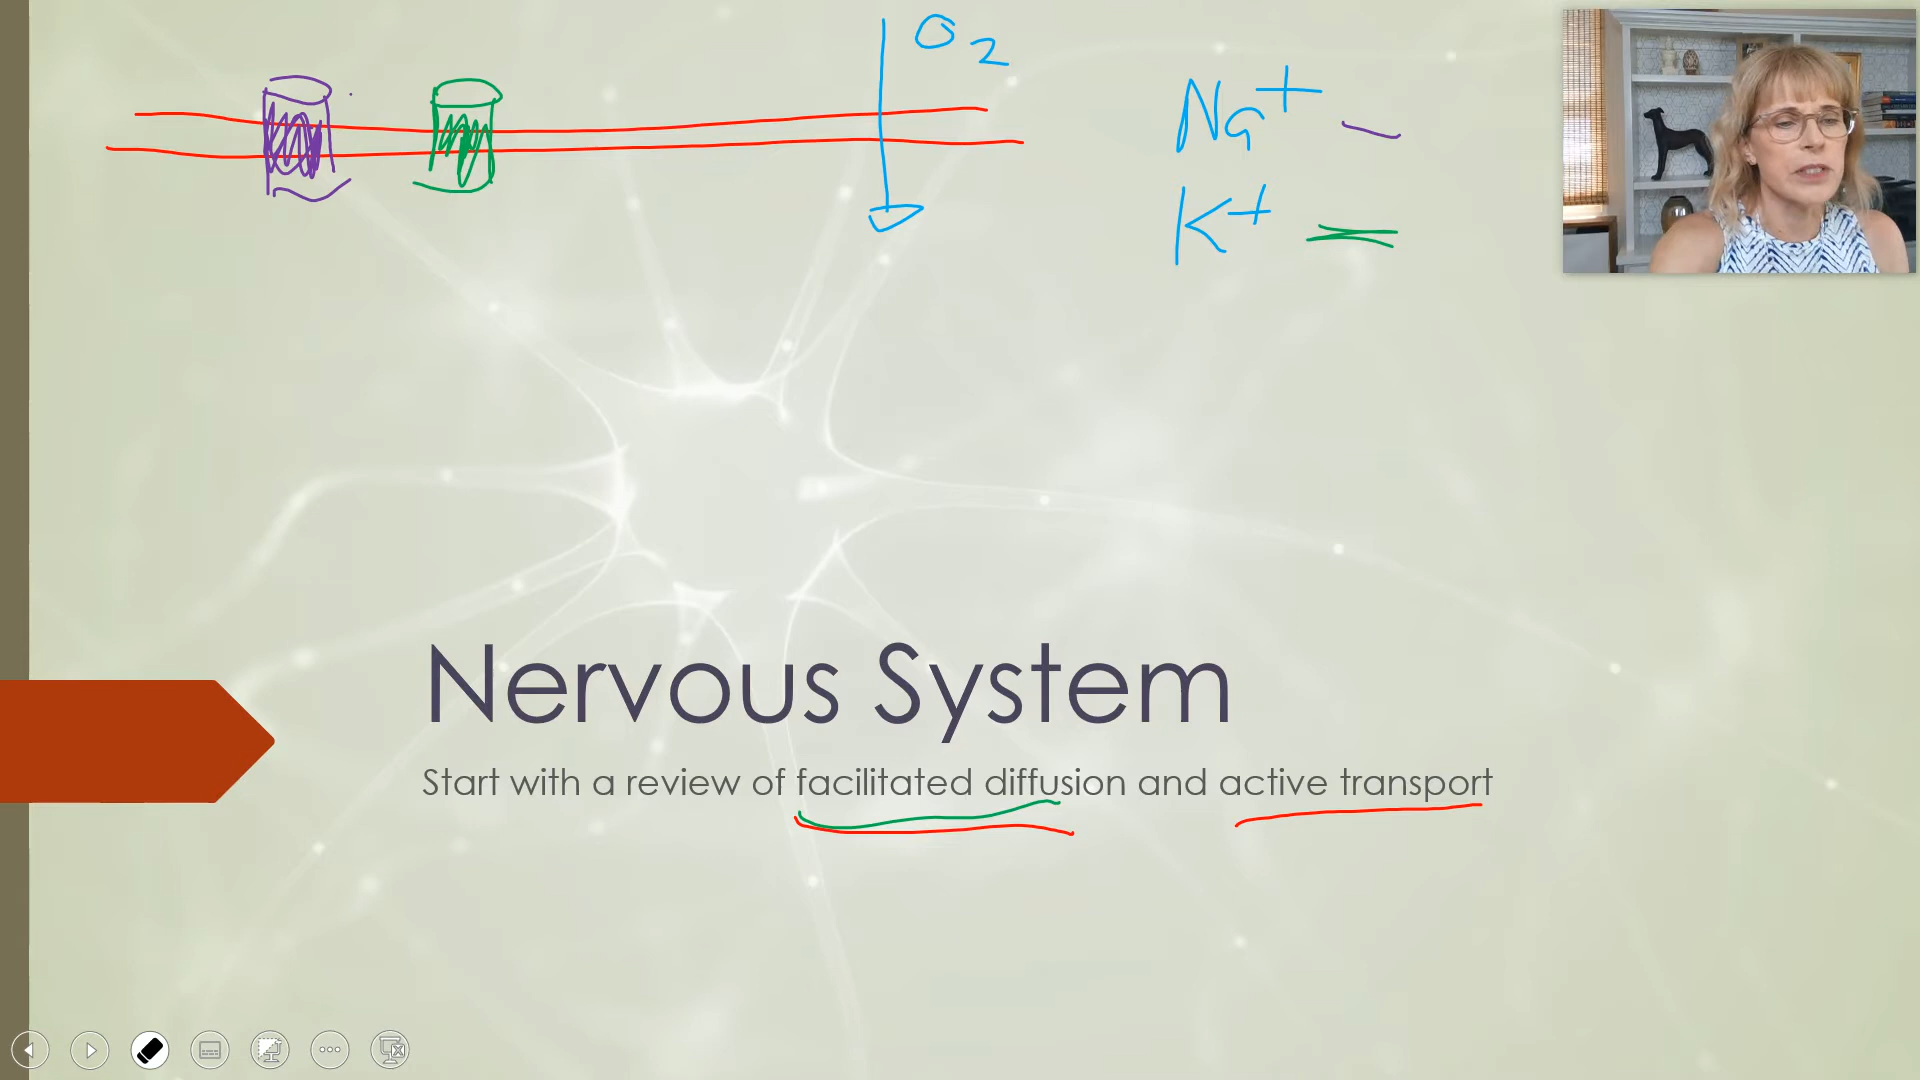 O2
Na+
K+
Nervous System
Start with a review of facilitated diffusion and active transport